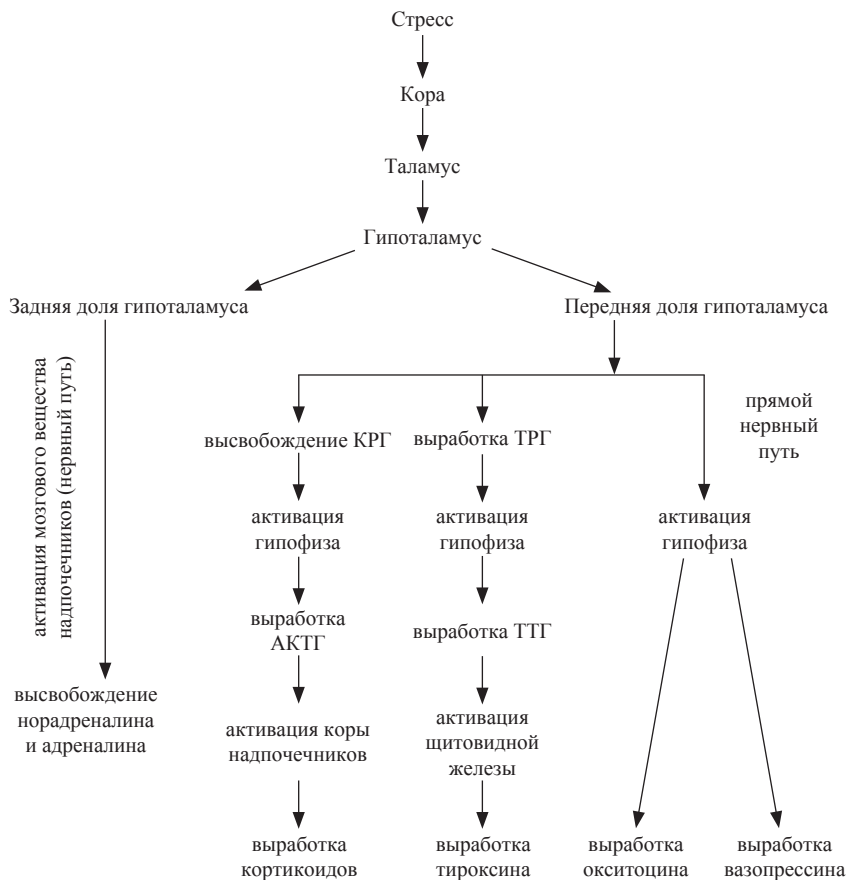 Стресс
Кора
Таламус
Гипоталамус
Задняя доля гипоталамуса
Передняя доля гипоталамуса
активация мозгового вещества
надпочечников (нервный путь)
высвобождение
норадреналина
и адреналина
высвобождение КРГ
активация
гипофиза
выработка
АКТГ
активация коры
надпочечников
выработка
кортикоидов
выработка ТРГ
активация
гипофиза
выработка ТТГ
активация
щитовидной
железы
выработка
тироксина
прямой
нервный
путь
активация
гипофиза
выработка
окситоцина
выработка
вазопрессина